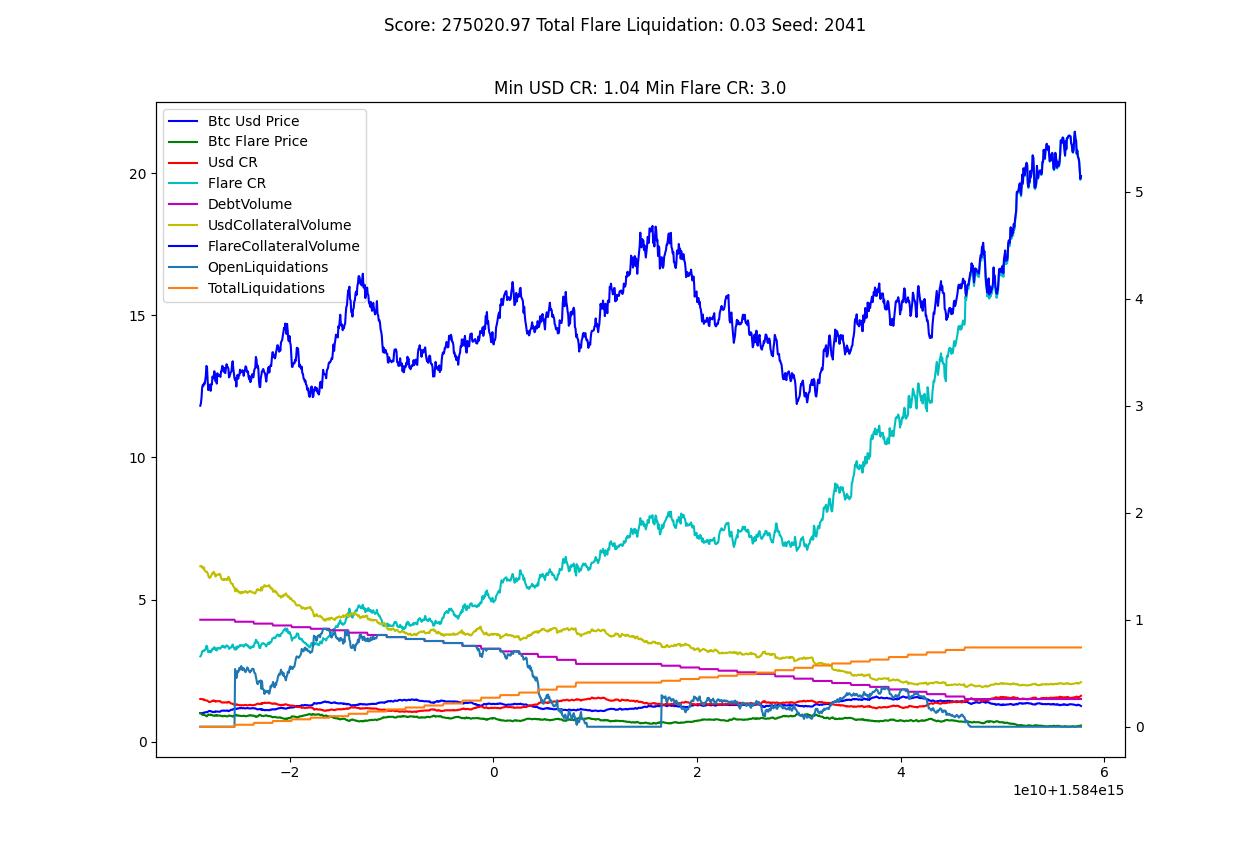 Score: 275020.97 Total Flare Liquidation: 0.03 Seed: 2041
Min USD CR: 1.04 Min Flare CR: 3.0
Btc Usd Price
Btc Flare Price
Usd CR
Flare CR
DebtVolume
UsdCollateralVolume
FlareCollateralVolume
OpenLiquidations
TotalLiquidations
20
15
10
5
0
5
4
3
2
1
0
−2
0
2
4
6
1e10+1.584e15